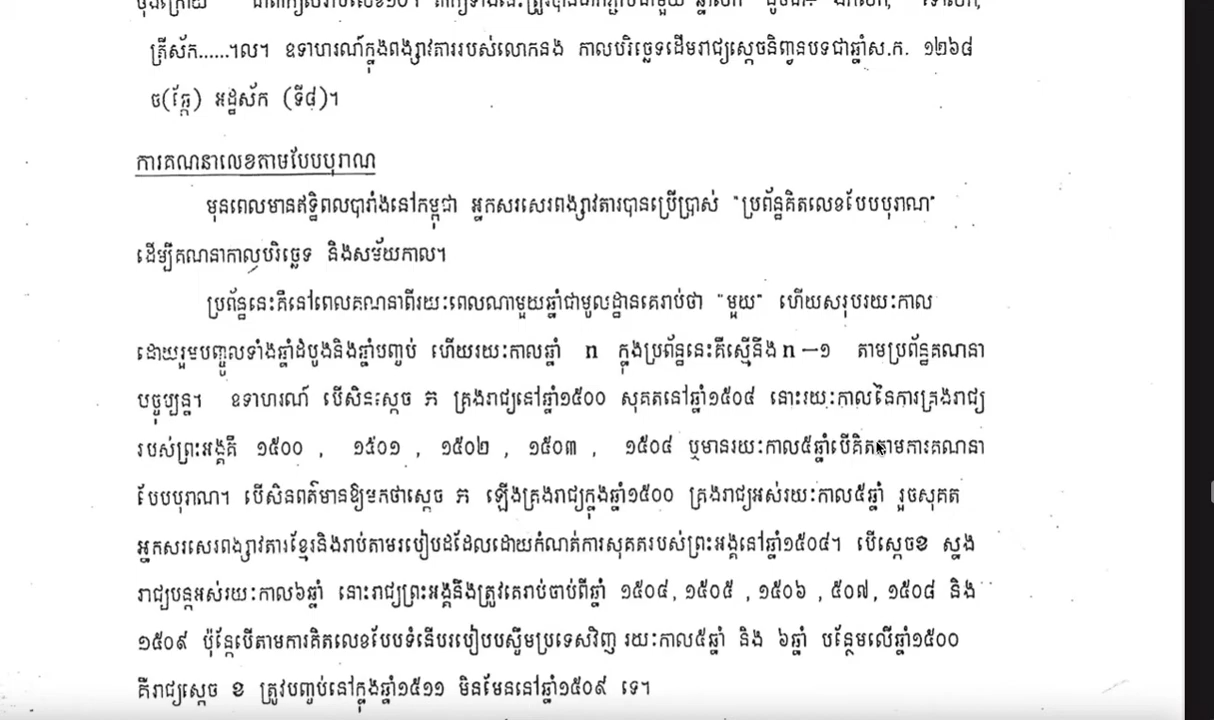 ត្រីស័ក......។ល។ ឧទាហរណ៍ក្នុងពង្សាវតាររបស់លោកនង កាលបរិច្ឆេទដើមរាជ្យស្តេចនិព្វានបទជាឆ្នាំស.ក. ១២៦៨
ច(ឆ្កែ) អដ្ឋស័ក (ទី៨)។
ការគណនាលេខតាមបែបបុរាណ
មុនពេលមានឥទ្ធិពលបារាំងនៅកម្ពុជា អ្នកសរសេរពង្សាវតារបានប្រើប្រាស់ "ប្រព័ន្ធគិតលេខបែបបុរាណ"
ដើម្បីគណនាកាលបរិច្ឆេទ និងសម័យកាល។
ប្រព័ន្ធនេះគឺនៅពេលគណនាពីរយៈពេលណាមួយឆ្នាំជាមូលដ្ឋានគេរាប់ថា "មួយ" ហើយសរុបរយៈកាល
ដោយរួមបញ្ចូលទាំងឆ្នាំដំបូងនិងឆ្នាំបញ្ចប់ ហើយរយៈកាលឆ្នាំ n ក្នុងប្រព័ន្ធនេះគឺស្មើនឹង n —១ តាមប្រព័ន្ធគណនា
បច្ចុប្បន្ន។ ឧទាហរណ៍ បើសិនះស្តេច ក គ្រងរាជ្យនៅឆ្នាំ១5០០ សុគតនៅឆ្នាំ១5០៤ នោះរយៈកាលនៃការគ្រងរាជ្យ
របស់ព្រះអង្គគឺ ១5០០ , ១5០១ , ១5០២ , ១5០៣ , ១5០៤ ឬមានរយៈកាល៥ឆ្នាំបើគិតតាមការគណនា
បែបបុរាណ។ បើសិនពត៌មានឱ្យមកថាស្តេច ក ឡើងគ្រងរាជ្យក្នុងឆ្នាំ១5០០ គ្រងរាជ្យអស់រយៈកាល៥ឆ្នាំ រួចសុគត
អ្នកសរសេរពង្សាវតារខ្មែរនិងរាប់តាមរបៀបដដែលដោយកំណត់ការសុគតរបស់ព្រះអង្គនៅឆ្នាំ១5០៤។ បើស្តេចខ ស្នង
រាជ្យបន្តអស់រយៈកាល៦ឆ្នាំ នោះរាជ្យព្រះអង្គនឹងត្រូវគេរាប់ចាប់ពីឆ្នាំ ១5០៤, ១5០៥ , ១5០៦ , 5០៧, ១5០៨ និង
១5០៩ ប៉ុន្តែបើតាមការគិតលេខបែបទំនើបរបៀបបស្ចឹមប្រទេសវិញ រយៈកាល៥ឆ្នាំ និង ៦ឆ្នាំ បន្ថែមលើឆ្នាំ១5០០
គឺរាជ្យស្តេច ខ ត្រូវបញ្ចប់នៅក្នុងឆ្នាំ១5១១ មិនមែននៅឆ្នាំ១5០៩ ទេ។